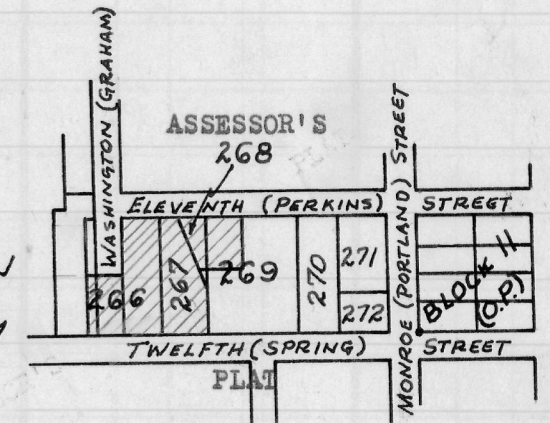 WASHINGTON (GRAHAM)
ASSESSOR'S
268
MONROE (PORTLAND) STREET
ELEVENTH (PERKINS) STREET
266
267
269
270
271
272
BLOCK 11
(O.P.)
TWELFTH (SPRING) STREET
PLAT